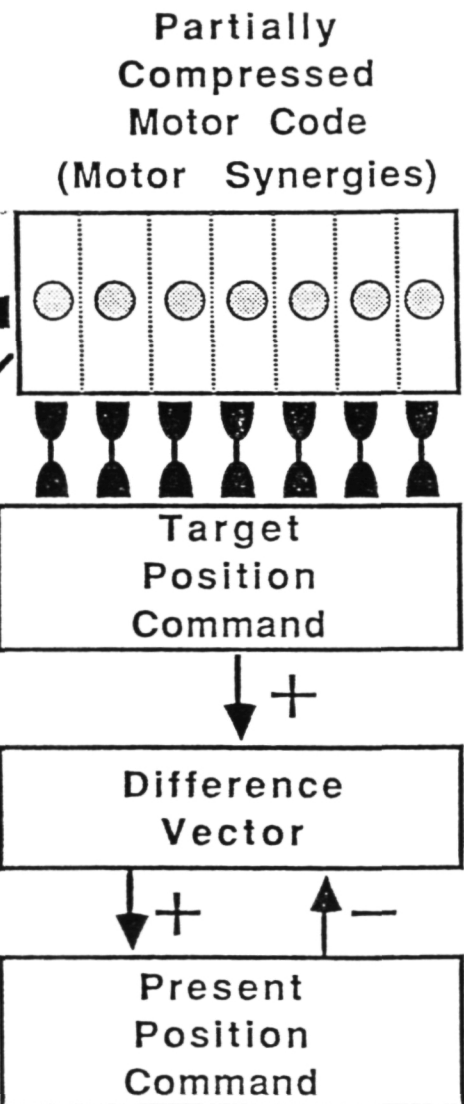 Partially
Compressed
Motor Code
(Motor Synergies)
Target
Position
Command
+
Difference
Vector
+ −
Present
Position
Command